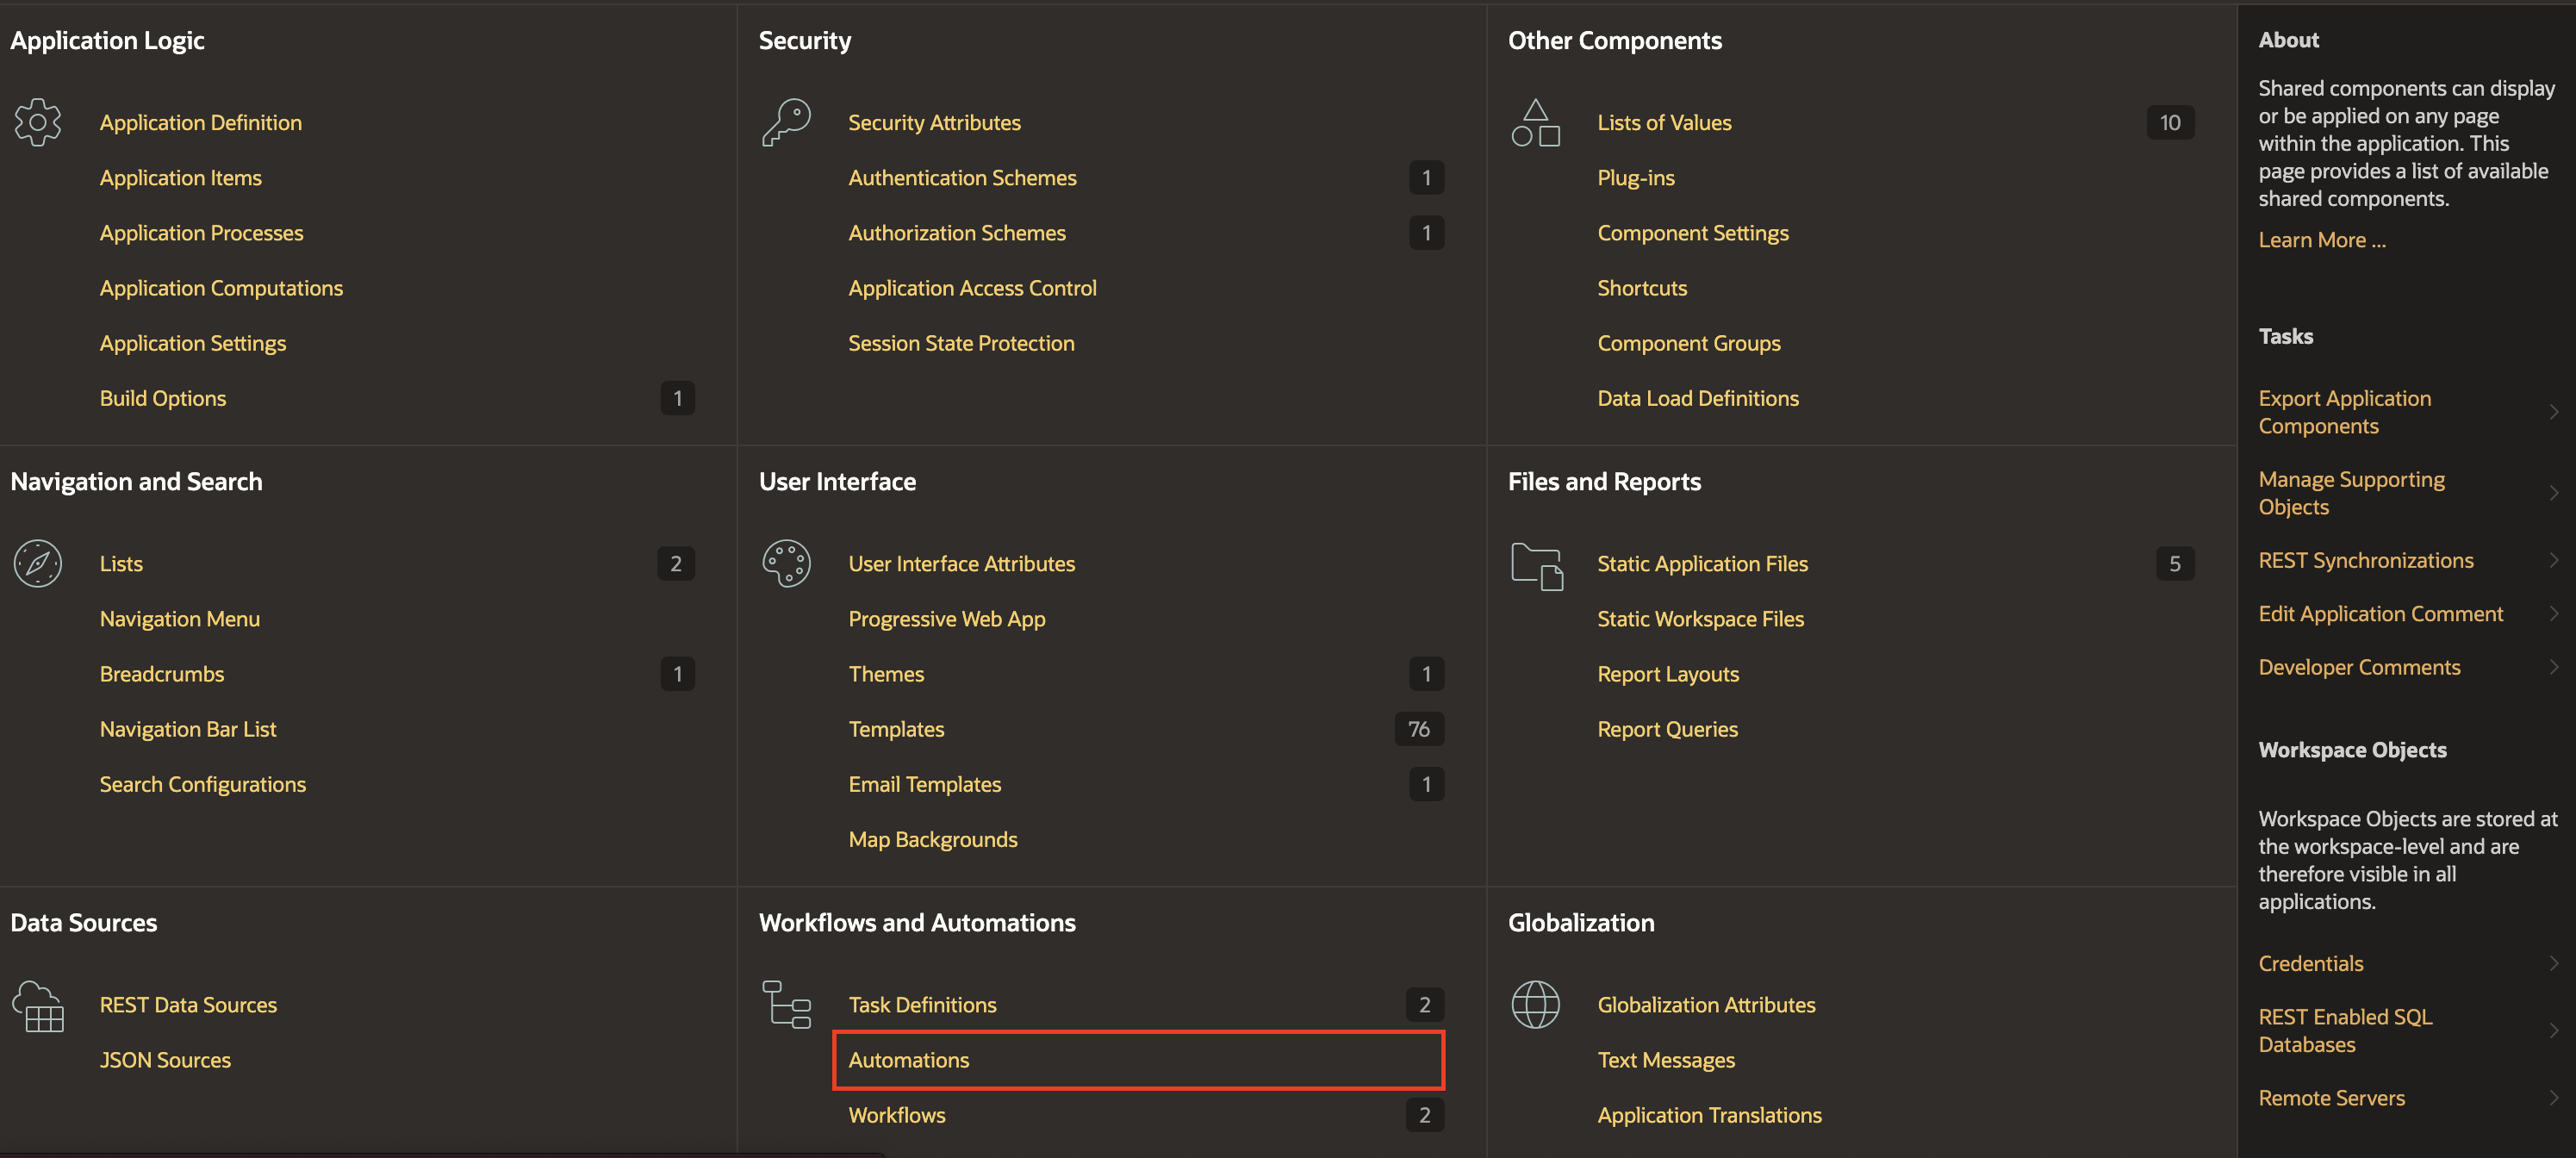 Application Logic
Application Definition
Application Items
Application Processes
Application Computations
Application Settings
Build Options 1
Security
Security Attributes
Authentication Schemes 1
Authorization Schemes 1
Application Access Control
Session State Protection
Other Components
Lists of Values 10
Plug-ins
Component Settings
Shortcuts
Component Groups
Data Load Definitions
Navigation and Search
Lists 2
Navigation Menu
Breadcrumbs 1
Navigation Bar List
Search Configurations
User Interface
User Interface Attributes
Progressive Web App
Themes 1
Templates 76
Email Templates 1
Map Backgrounds
Files and Reports
Static Application Files 5
Static Workspace Files
Report Layouts
Report Queries
Data Sources
REST Data Sources
JSON Sources
Workflows and Automations
Task Definitions 2
Automations
Workflows 2
Globalization
Globalization Attributes
Text Messages
Application Translations
About
Shared components can display
or be applied on any page
within the application. This
page provides a list of available
shared components.
Learn More ...
Tasks
Export Application
Components
Manage Supporting
Objects
REST Synchronizations
Edit Application Comment
Developer Comments
Workspace Objects
Workspace Objects are stored at
the workspace-level and are
therefore visible in all
applications.
Credentials
REST Enabled SQL
Databases
Remote Servers